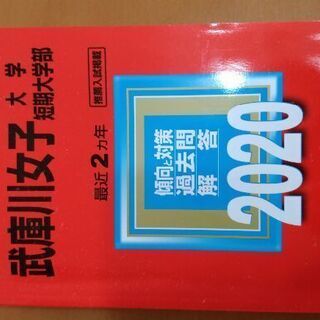 武庫川女子
大学
短期大学部
推薦入試掲載
最近2カ年
傾向と対策
過去問
解答
2020